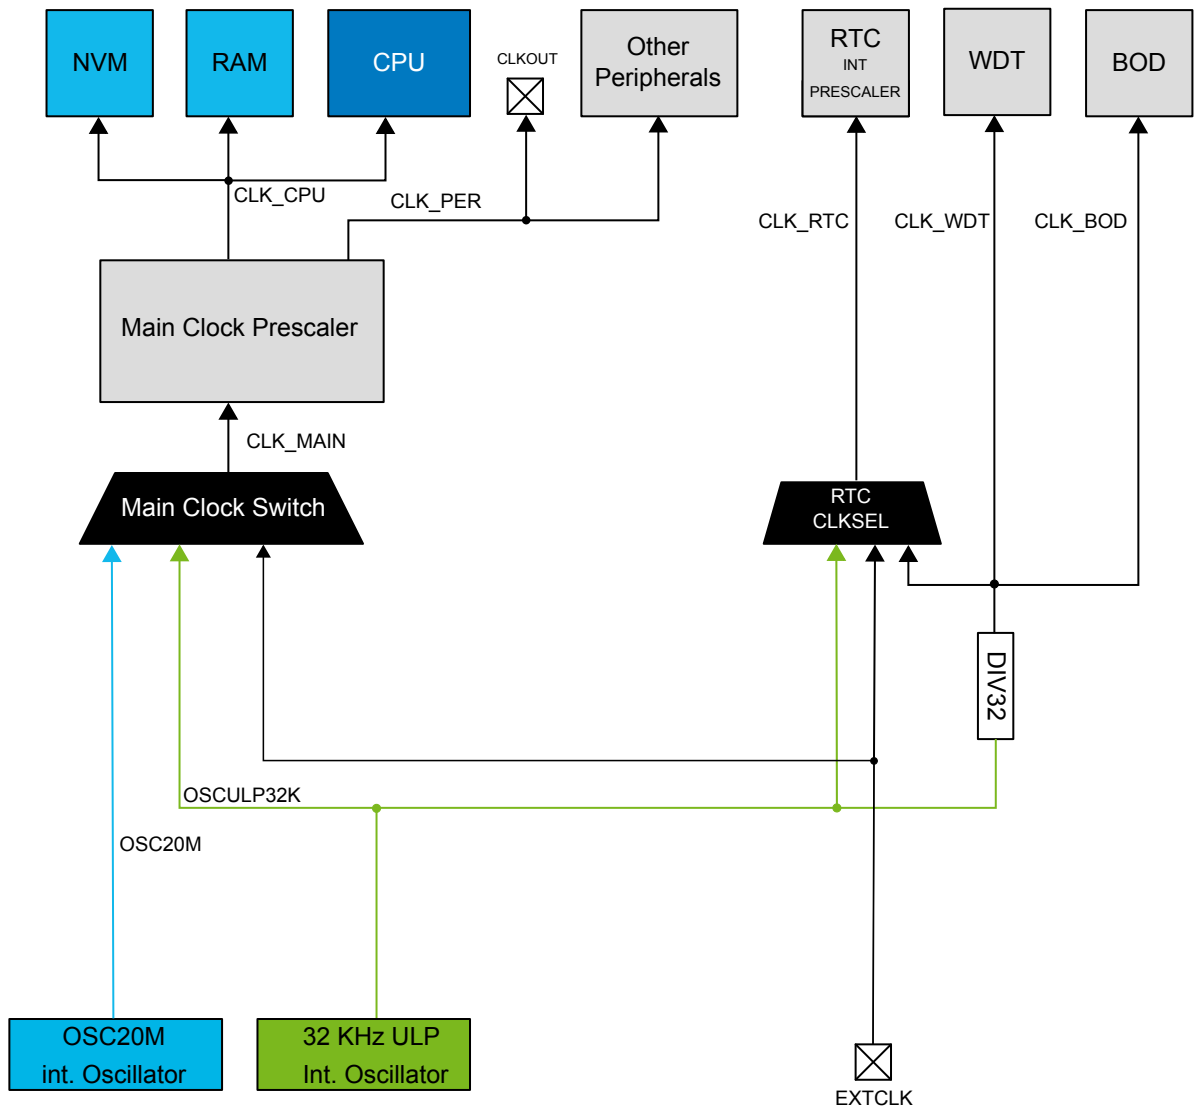 NVM
RAM
CPU
CLKOUT
Other
Peripherals
RTC
INT
PRESCALER
WDT
BOD
CLK_CPU
CLK_PER
CLK_RTC
CLK_WDT
CLK_BOD
Main Clock Prescaler
CLK_MAIN
Main Clock Switch
RTC
CLKSEL
DIV32
OSCULP32K
OSC20M
OSC20M
int. Oscillator
32 KHz ULP
Int. Oscillator
EXTCLK